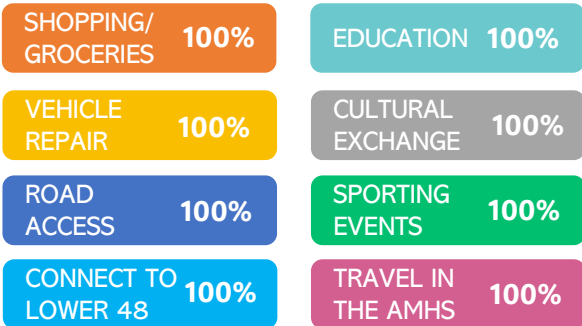 SHOPPING/
GROCERIES 100%
EDUCATION 100%
VEHICLE
REPAIR 100%
CULTURAL
EXCHANGE 100%
ROAD
ACCESS 100%
SPORTING
EVENTS 100%
CONNECT TO
LOWER 48 100%
TRAVEL IN
THE AMHS 100%